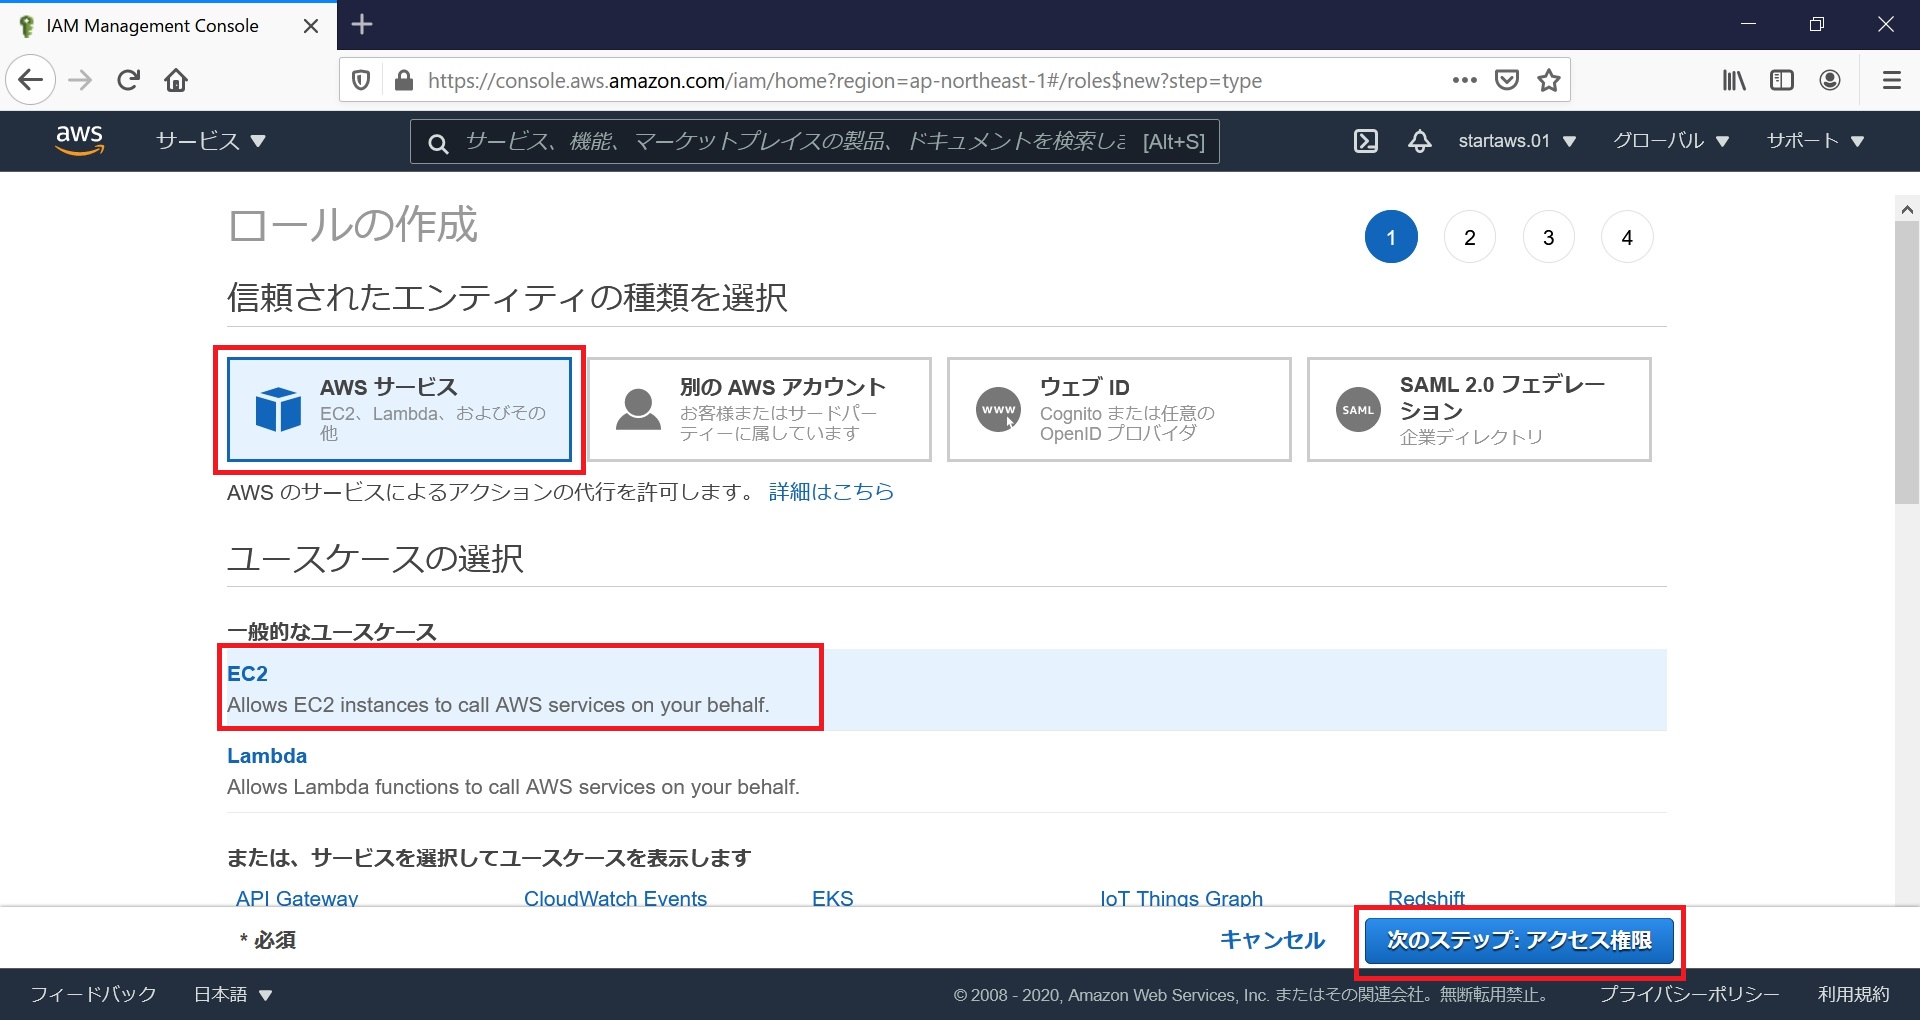 IAM Management Console
https://console.aws.amazon.com/iam/home?region=ap-northeast-1#/roles$new?step=type
aws
サービス
サービス、機能、マーケットプレイスの製品、ドキュメントを検索しま
[Alt+S]
startaws.01
グローバル
サポート
ロールの作成
1
2
3
4
信頼されたエンティティの種類を選択
AWS サービス
EC2、Lambda、およびその
他
別の AWS アカウント
お客様またはサードパー
ティーに属しています
www
ウェブ ID
Cognito または任意の
OpenID プロバイダ
SAML
SAML 2.0 フェデレー
ション
企業ディレクトリ
AWS のサービスによるアクションの代行を許可します。 詳細はこちら
ユースケースの選択
一般的なユースケース
EC2
Allows EC2 instances to call AWS services on your behalf.
Lambda
Allows Lambda functions to call AWS services on your behalf.
または、サービスを選択してユースケースを表示します
API Gateway
CloudWatch Events
EKS
IoT Things Graph
Redshift
* 必須
キャンセル
次のステップ: アクセス権限
フィードバック
日本語
© 2008 - 2020, Amazon Web Services, Inc. またはその関連会社。無断転用禁止。
プライバシーポリシー
利用規約